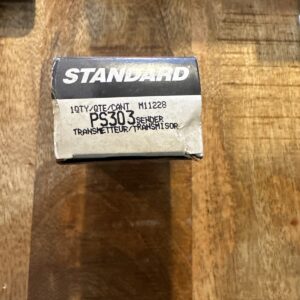 STANDARD
1QTY/QTE/CANT M11228
PS303 SENDER
TRANSMETTEUR/TRANSMISOR